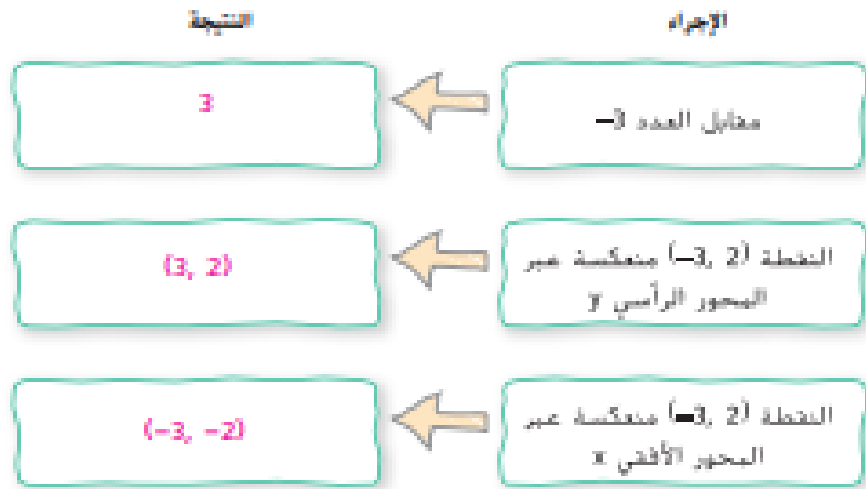 الإجراء
النتيجة
مقابل العدد 3−
3
النقطة (−3, 2) منعكسة عبر
المحور الرأسي y
(3, 2)
النقطة (−3, 2) منعكسة عبر
المحور الأفقي x
(−3, −2)